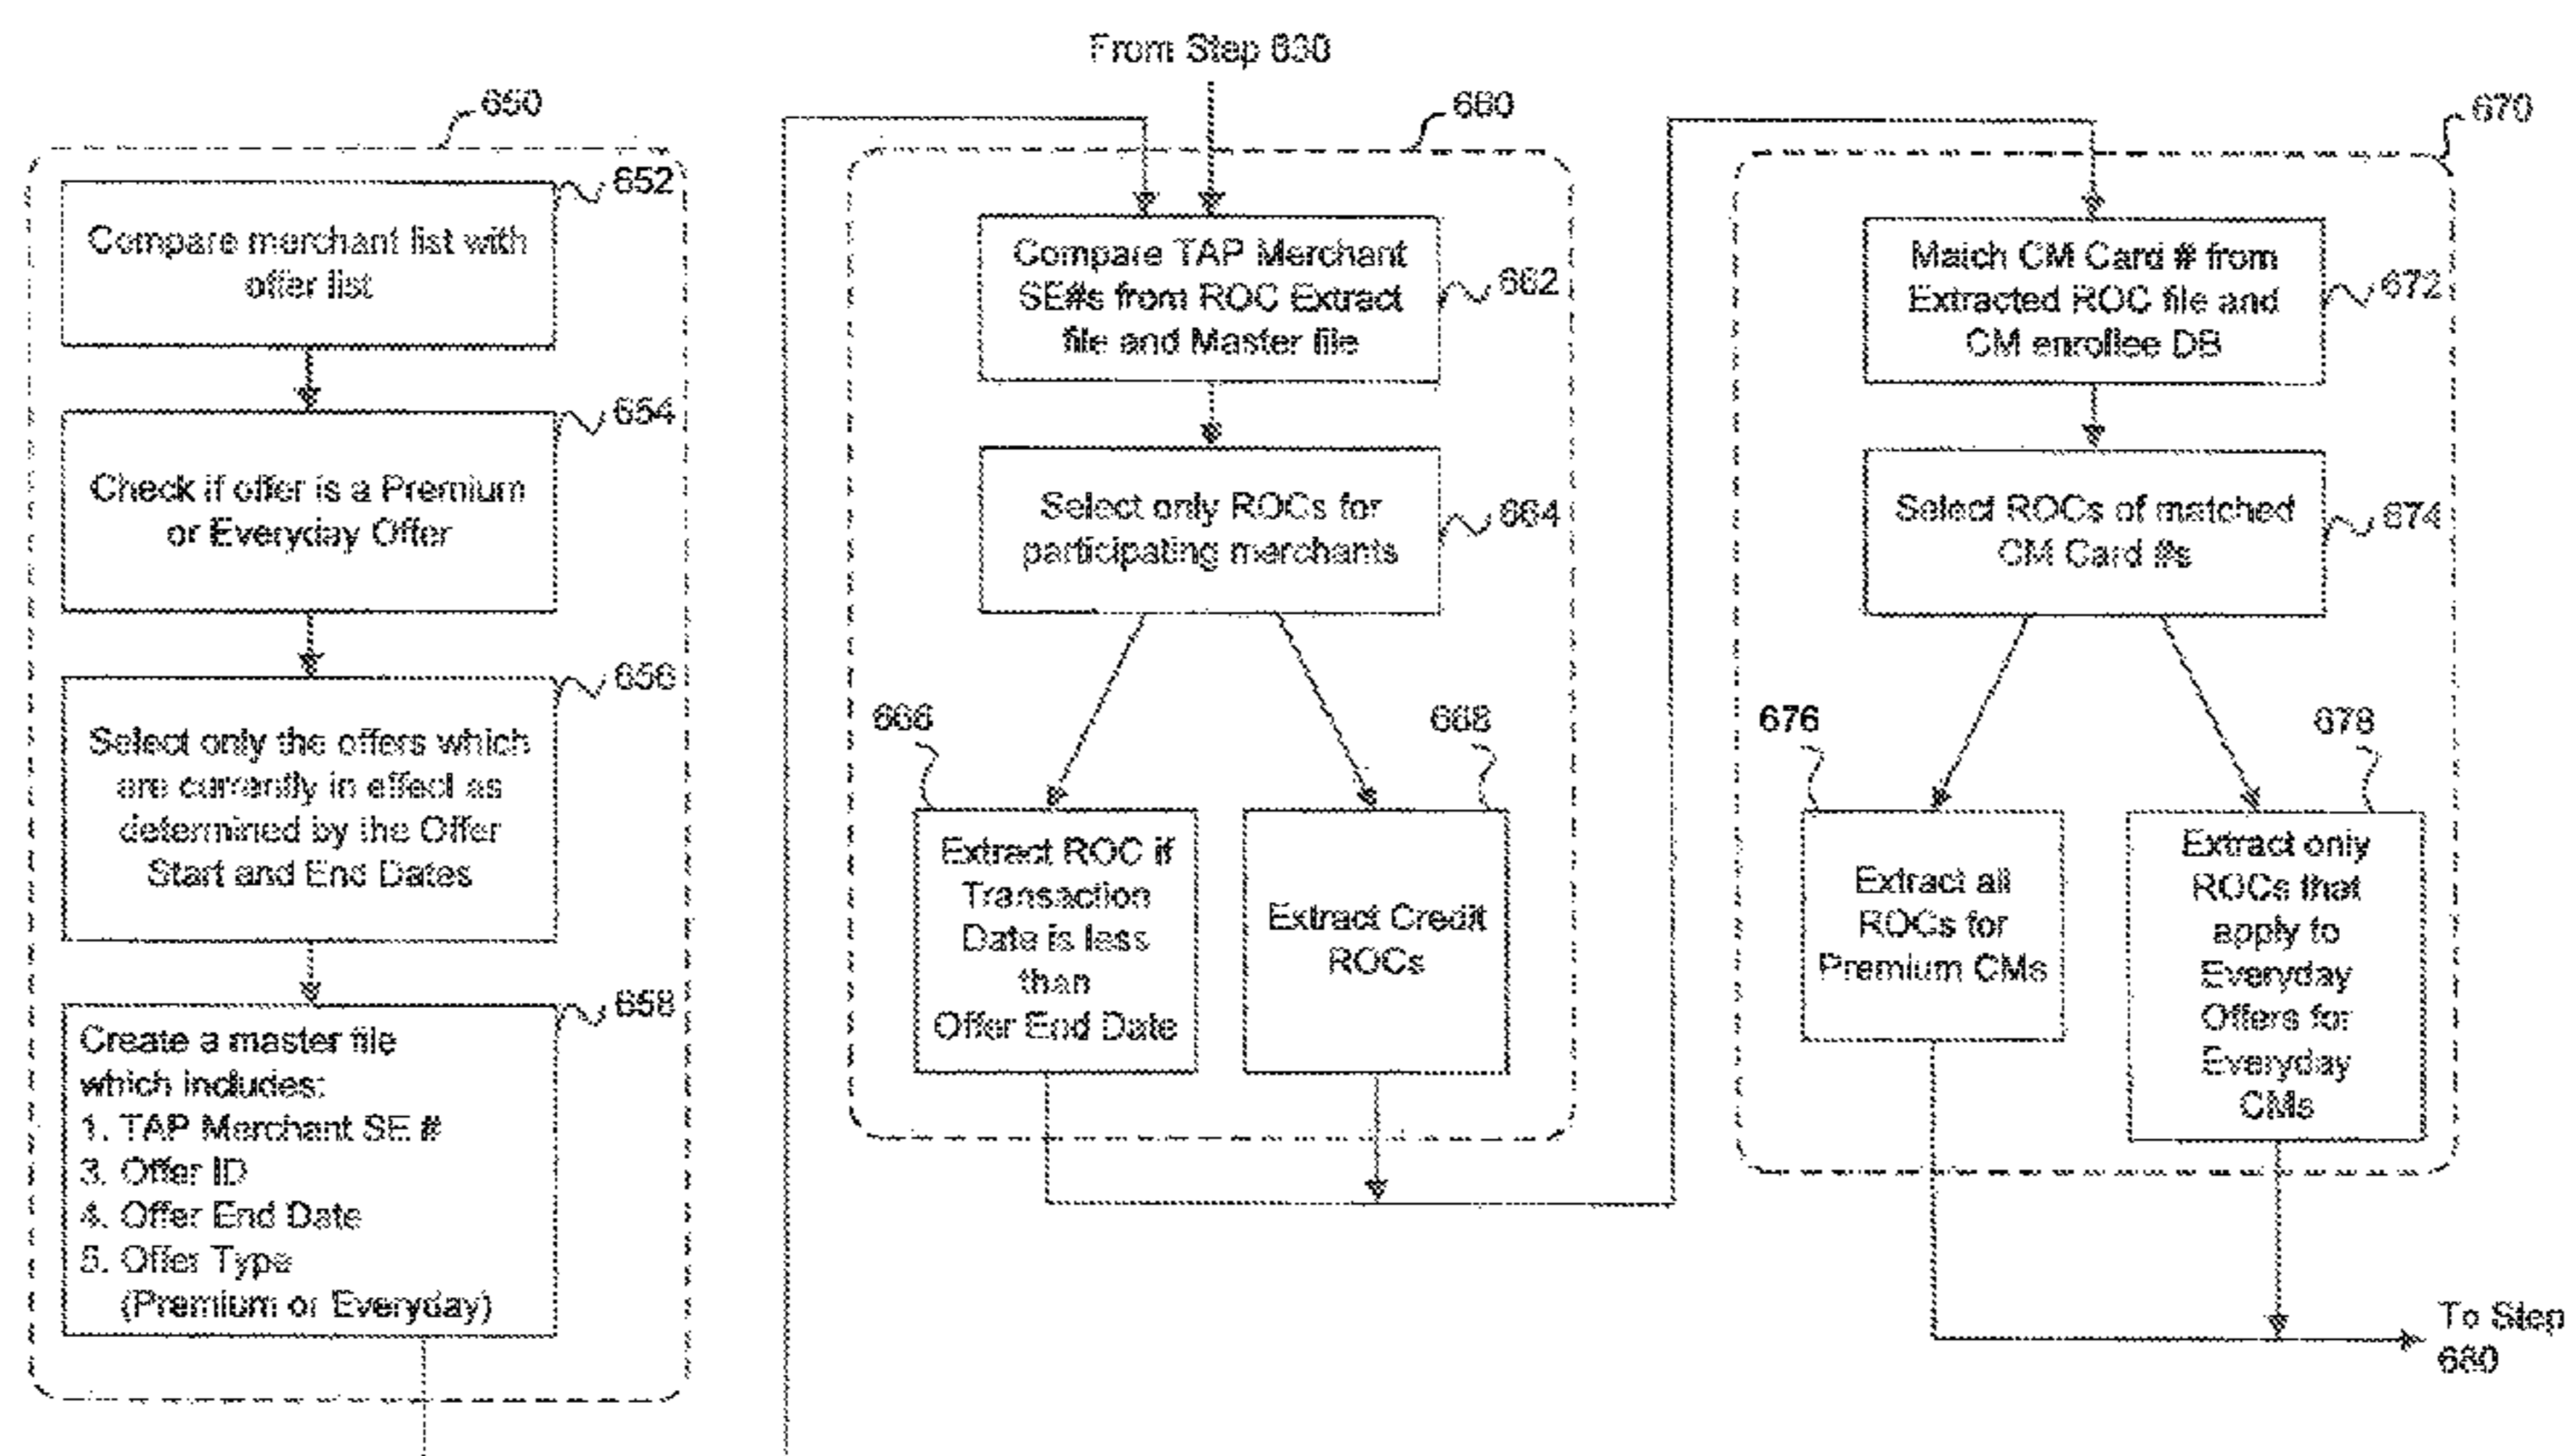 From Step 630
650
652
Compare merchant list with
offer list
654
Check if offer is a Premium
or Everyday Offer
656
Select only the offers which
are currently in effect as
determined by the Offer
Start and End Dates
658
Create a master file
which includes:
1. TAP Merchant SE #
3. Offer ID
4. Offer End Date
5. Offer Type
(Premium or Everyday)
660
Compare TAP Merchant
SE#s from ROC Extract
file and Master file
662
Select only ROCs for
participating merchants
664
666
Extract ROC if
Transaction
Date is less
than
Offer End Date
668
Extract Credit
ROCs
670
Match CM Card # from
Extracted ROC file and
CM enrollee DB
672
Select ROCs of matched
CM Card #s
674
676
Extract all
ROCs for
Premium CMs
678
Extract only
ROCs that
apply to
Everyday
Offers for
Everyday
CMs
To Step
680